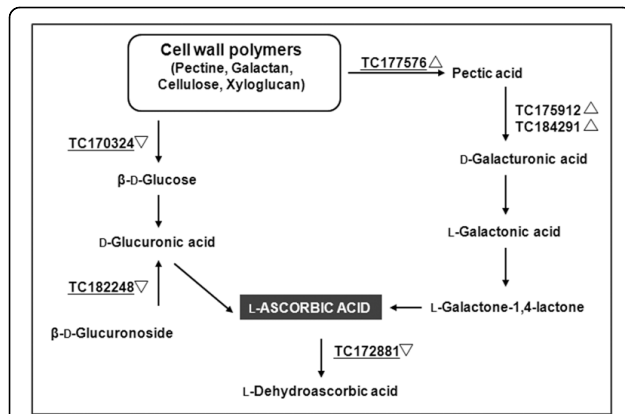 Cell wall polymers
(Pectine, Galactan,
Cellulose, Xyloglucan)
TC177576△
Pectic acid
TC175912△
TC184291△
TC170324▽
D-Galacturonic acid
β-D-Glucose
L-Galactonic acid
D-Glucuronic acid
TC182248▽
L-ASCORBIC ACID
L-Galactone-1,4-lactone
β-D-Glucuronoside
TC172881▽
L-Dehydroascorbic acid